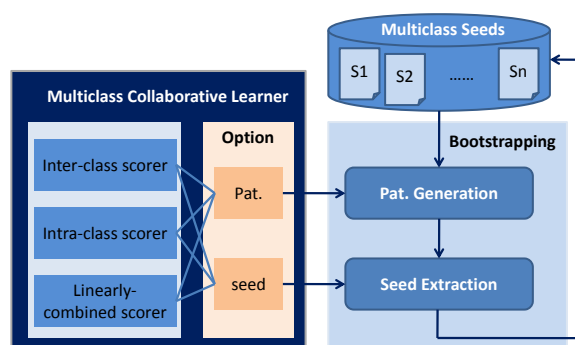 Multiclass Seeds
S1
S2
......
Sn
Multiclass Collaborative Learner
Option
Bootstrapping
Inter-class scorer
Intra-class scorer
Linearly-
combined scorer
Pat.
seed
Pat. Generation
Seed Extraction